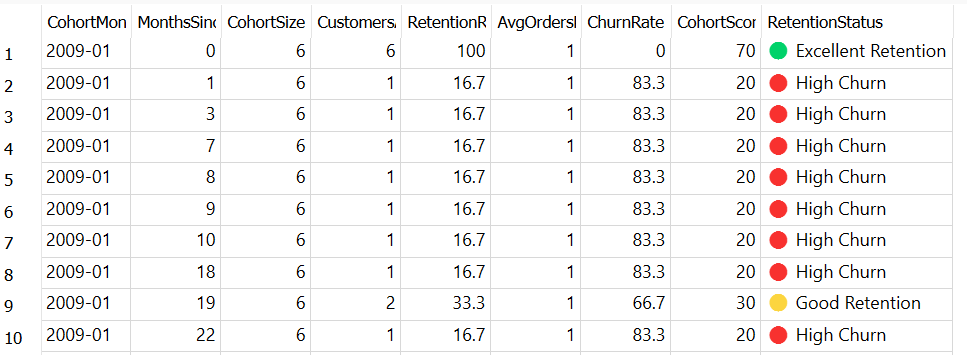 CohortMon MonthsSinc CohortSize CustomersA RetentionR AvgOrdersI ChurnRate CohortScor RetentionStatus
1 2009-01 0 6 6 100 1 0 70 Excellent Retention
2 2009-01 1 6 1 16.7 1 83.3 20 High Churn
3 2009-01 3 6 1 16.7 1 83.3 20 High Churn
4 2009-01 7 6 1 16.7 1 83.3 20 High Churn
5 2009-01 8 6 1 16.7 1 83.3 20 High Churn
6 2009-01 9 6 1 16.7 1 83.3 20 High Churn
7 2009-01 10 6 1 16.7 1 83.3 20 High Churn
8 2009-01 18 6 1 16.7 1 83.3 20 High Churn
9 2009-01 19 6 2 33.3 1 66.7 30 Good Retention
10 2009-01 22 6 1 16.7 1 83.3 20 High Churn